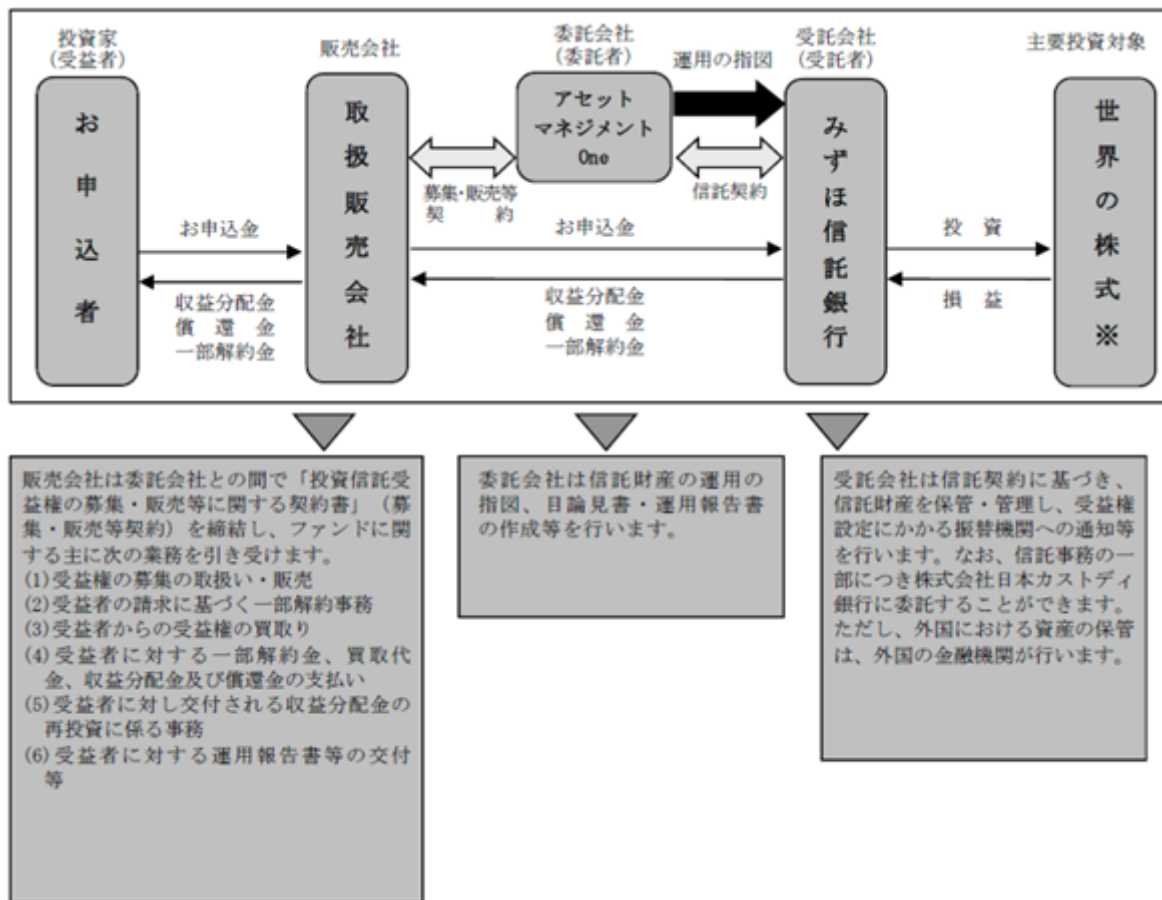 投資家
(受益者)
販売会社
委託会社
(委託者)
運用の指図
受託会社
(受託者)
主要投資対象
お申込者
取扱販売会社
アセット
マネジメント
One
みずほ信託銀行
世界の株式※
募集・販売等
契　　約
信託契約
お申込金
収益分配金
償　還　金
一部解約金
お申込金
収益分配金
償　還　金
一部解約金
投　資
損　益
販売会社は委託会社との間で「投資信託受
益権の募集・販売等に関する契約書」（募
集・販売等契約）を締結し、ファンドに関
する主に次の業務を引き受けます。
(1)受益権の募集の取扱い・販売
(2)受益者の請求に基づく一部解約事務
(3)受益者からの受益権の買取り
(4)受益者に対する一部解約金、買取代
金、収益分配金及び償還金の支払い
(5)受益者に対し交付される収益分配金の
再投資に係る事務
(6)受益者に対する運用報告書等の交付
等
委託会社は信託財産の運用の
指図、目論見書・運用報告書
の作成等を行います。
受託会社は信託契約に基づき、
信託財産を保管・管理し、受益権
設定にかかる振替機関への通知等
を行います。なお、信託事務の一
部につき株式会社日本カストディ
銀行に委託することができます。
ただし、外国における資産の保管
は、外国の金融機関が行います。